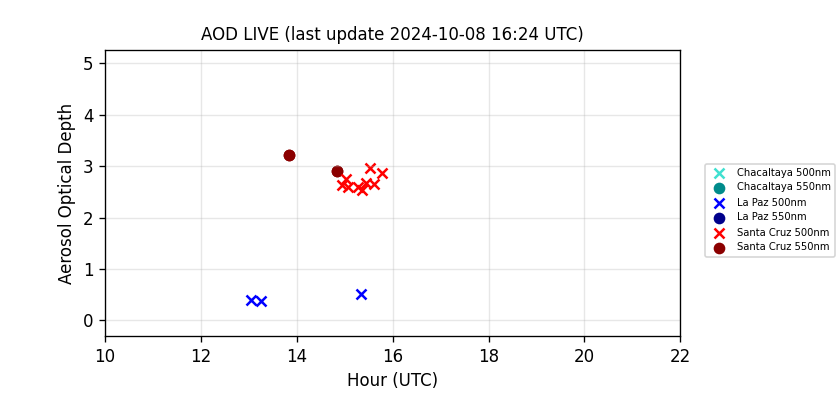 AOD LIVE (last update 2024-10-08 16:24 UTC)
Aerosol Optical Depth
5
4
3
2
1
0
10 12 14 16 18 20 22
Hour (UTC)
Chacaltaya 500nm
Chacaltaya 550nm
La Paz 500nm
La Paz 550nm
Santa Cruz 500nm
Santa Cruz 550nm